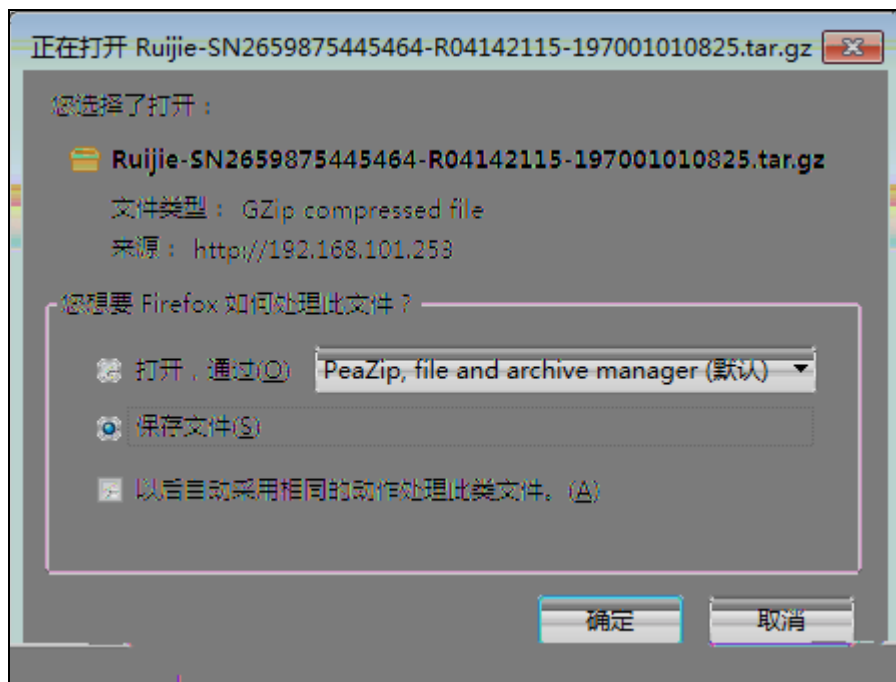 正在打开 Ruijie-SN2659875445464-R04142115-197001010825.tar.gz
您选择了打开：
Ruijie-SN2659875445464-R04142115-197001010825.tar.gz
文件类型： GZip compressed file
来源： http://192.168.101.253
您想要 Firefox 如何处理此文件？
打开，通过(O) PeaZip, file and archive manager (默认)
保存文件(S)
以后自动采用相同的动作处理此类文件。(A)
确定 取消